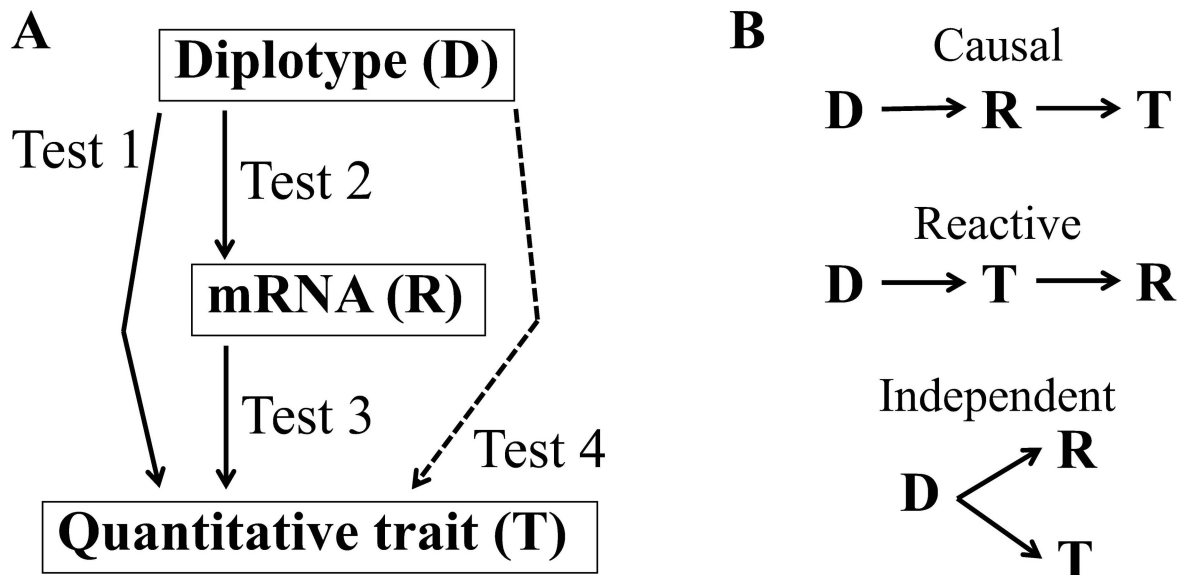 A
Diplotype (D)
Test 1
Test 2
mRNA (R)
Test 3
Test 4
Quantitative trait (T)
B
Causal
D R T
Reactive
D T R
Independent
R
D
T